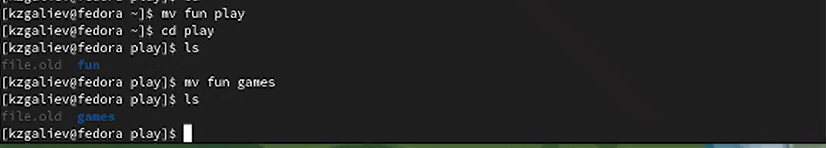 [kzgaliev@fedora ~]$ mv fun play
[kzgaliev@fedora ~]$ cd play
[kzgaliev@fedora play]$ ls
file.old  fun
[kzgaliev@fedora play]$ mv fun games
[kzgaliev@fedora play]$ ls
file.old  games
[kzgaliev@fedora play]$